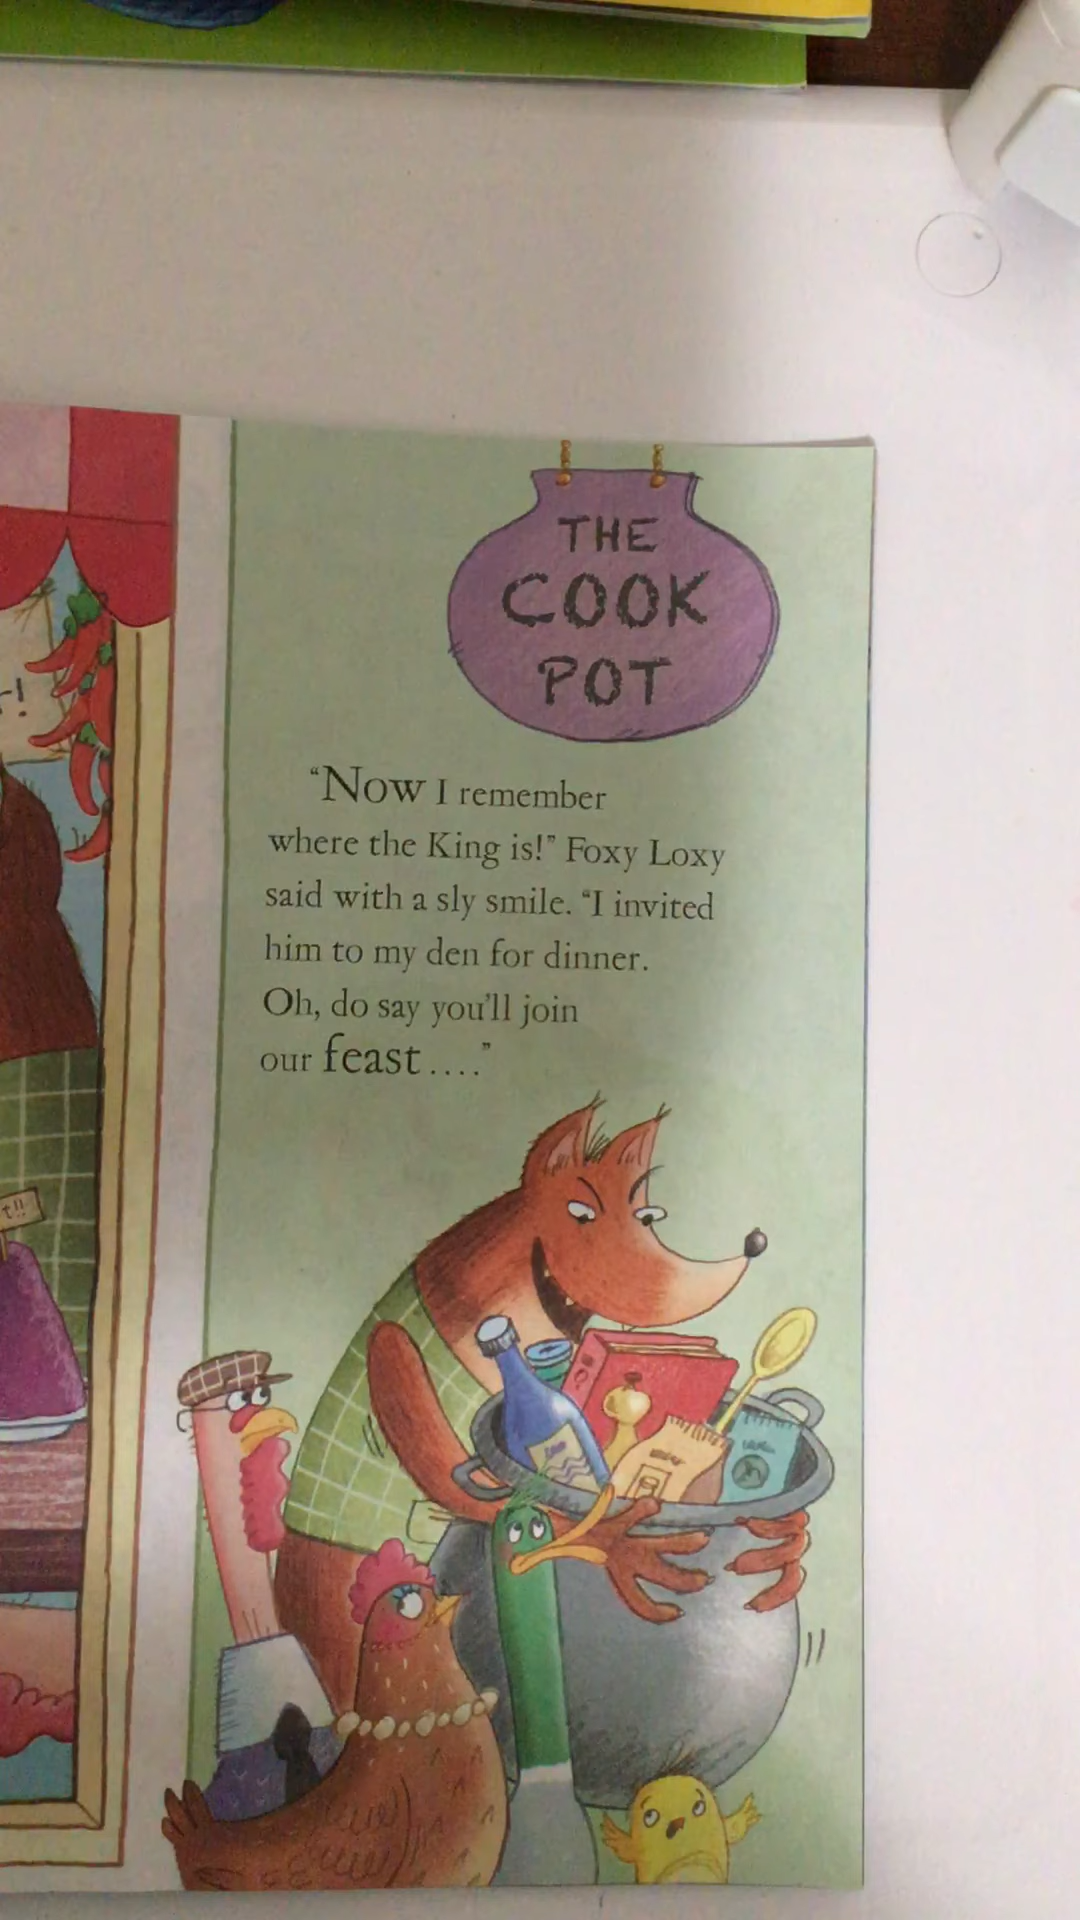 r!
t!!
THE
COOK
POT
“Now I remember
where the King is!” Foxy Loxy
said with a sly smile. “I invited
him to my den for dinner.
Oh, do say you’ll join
our feast....”